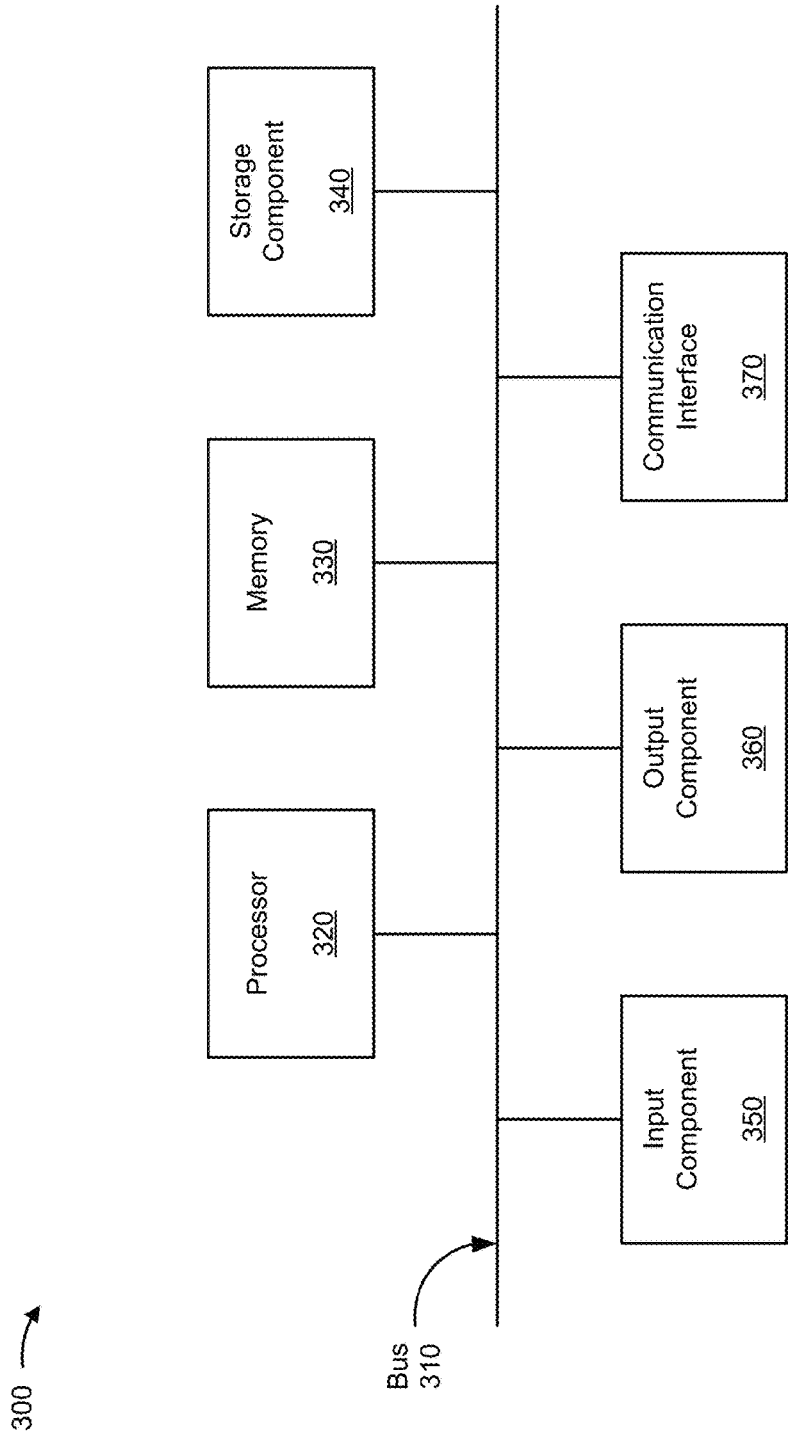 300
Bus
310
Processor
320
Memory
330
Storage
Component
340
Input
Component
350
Output
Component
360
Communication
Interface
370